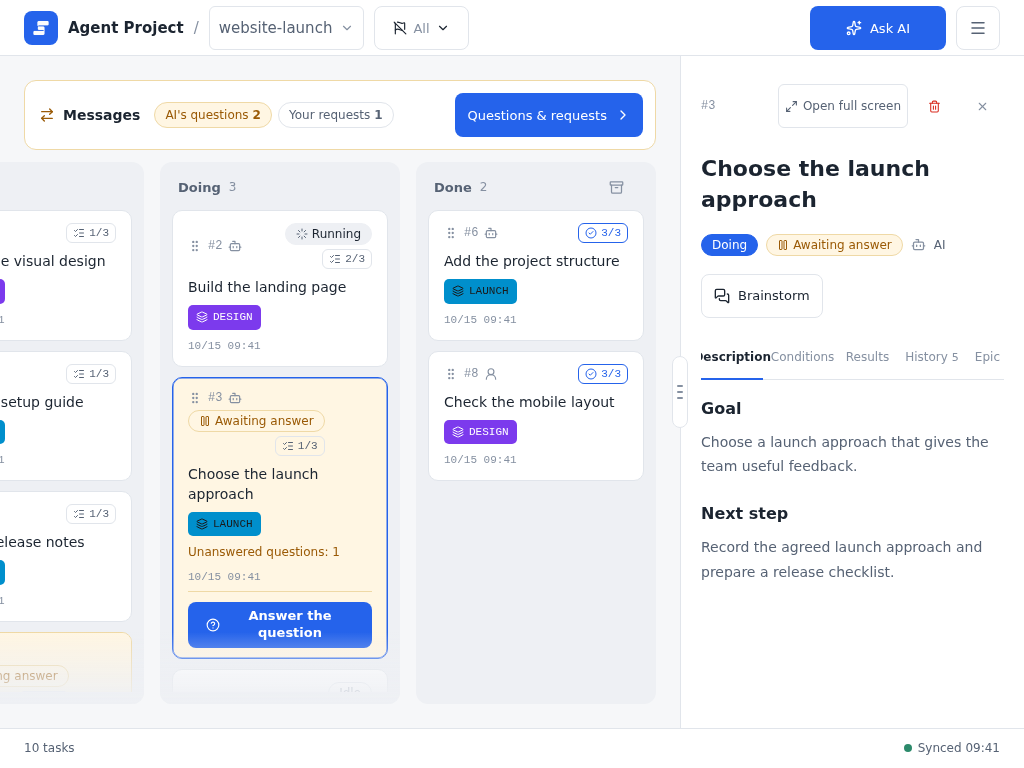 Agent Project / website-launch All Ask AI
Messages AI's questions 2 Your requests 1 Questions & requests
1/3
e visual design
1
1/3
setup guide
1
1/3
elease notes
1
ng answer
Doing 3
#2 Running
2/3
Build the landing page
DESIGN
10/15 09:41
#3
Awaiting answer
1/3
Choose the launch
approach
LAUNCH
Unanswered questions: 1
10/15 09:41
Answer the
question
Idle
Done 2
#6 3/3
Add the project structure
LAUNCH
10/15 09:41
#8 3/3
Check the mobile layout
DESIGN
10/15 09:41
#3 Open full screen ×
Choose the launch
approach
Doing Awaiting answer AI
Brainstorm
Description Conditions Results History 5 Epic
Goal
Choose a launch approach that gives the
team useful feedback.
Next step
Record the agreed launch approach and
prepare a release checklist.
10 tasks Synced 09:41